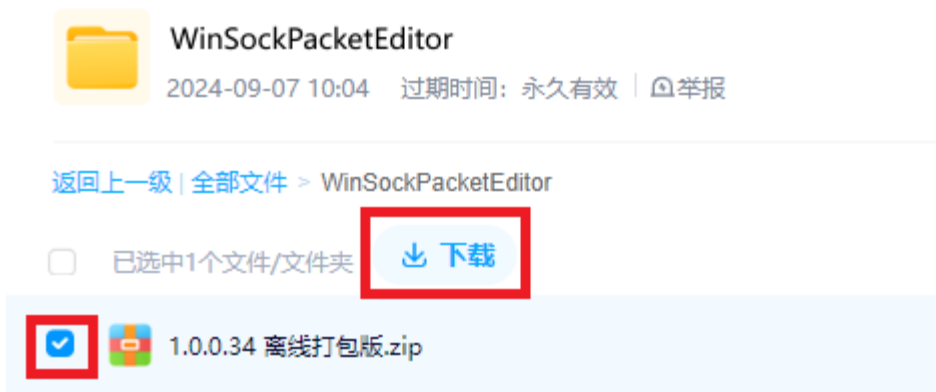 WinSockPacketEditor
2024-09-07 10:04 过期时间：永久有效 举报
返回上一级 | 全部文件 > WinSockPacketEditor
已选中1个文件/文件夹 下载
1.0.0.34 离线打包版.zip